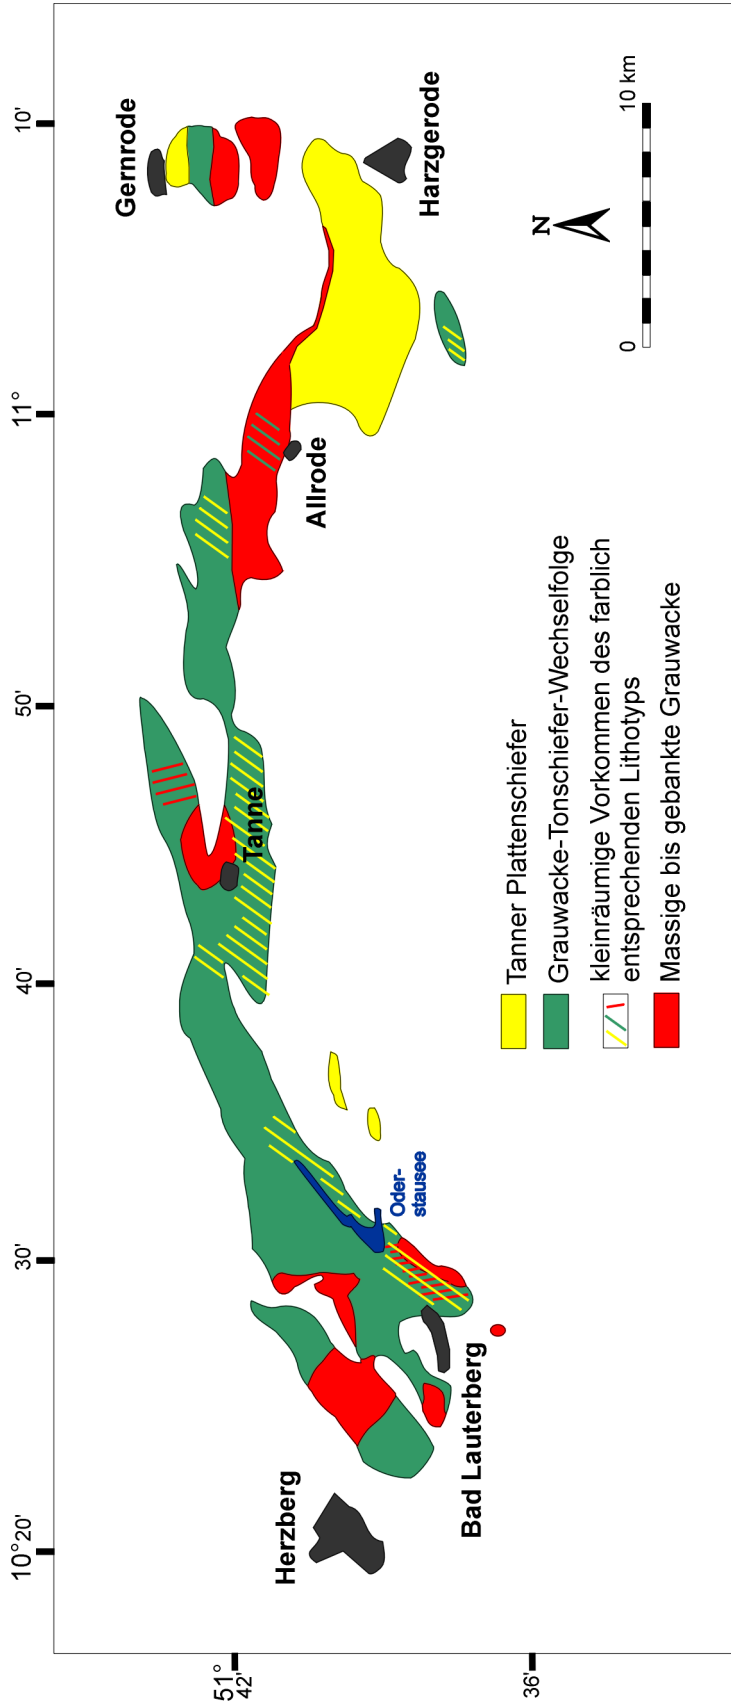 10°20'
30'
40'
50'
11°
10'
51°
42'
36'
Gernrode
Harzgerode
Allrode
Tanne
Oder-
stausee
Herzberg
Bad Lauterberg
N
0
10 km
Tanner Plattenschiefer
Grauwacke-Tonschiefer-Wechselfolge
kleinräumige Vorkommen des farblich
entsprechenden Lithotyps
Massige bis gebankte Grauwacke